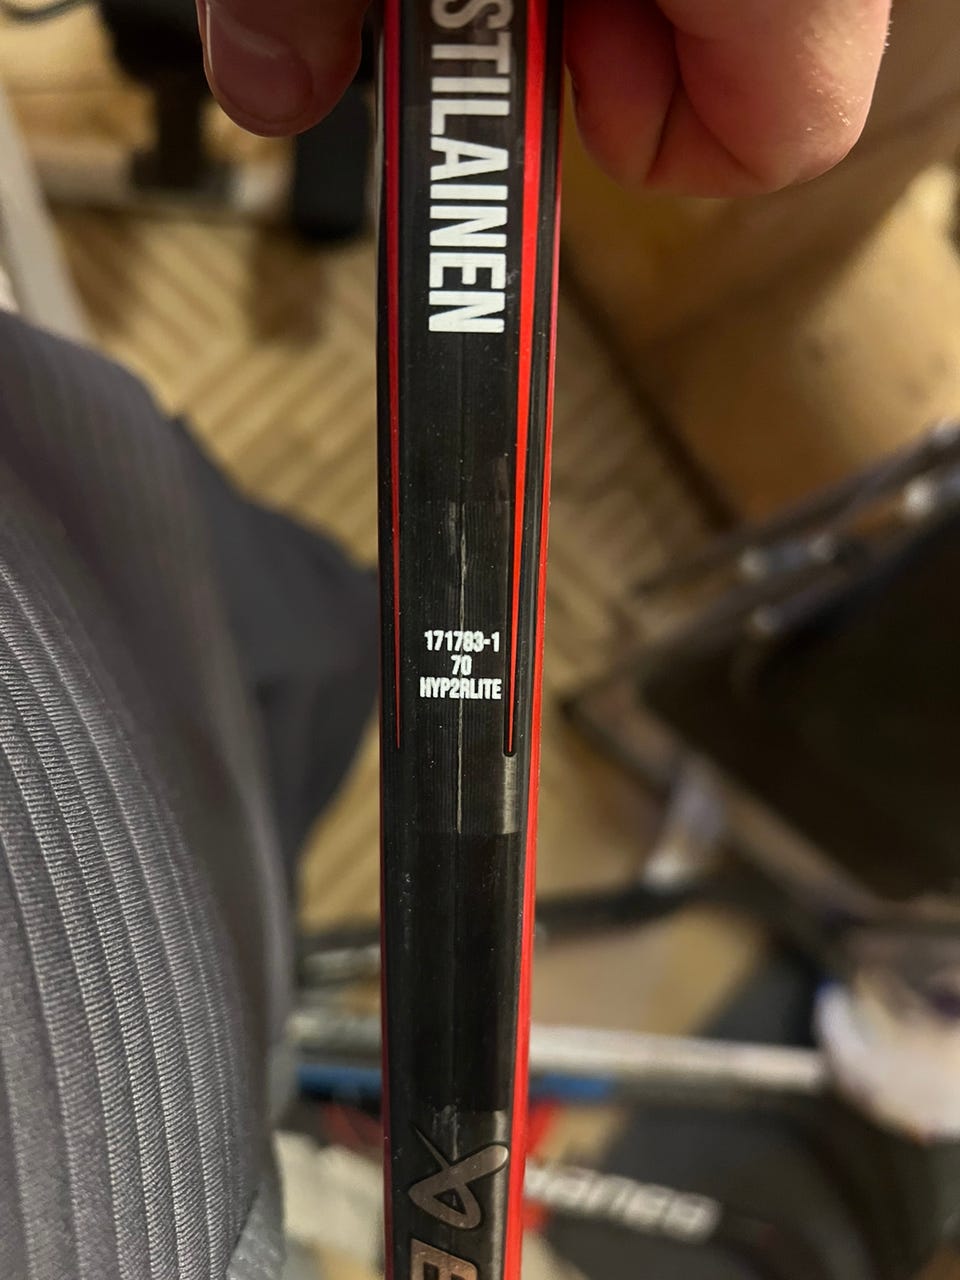 STILAINEN
171783-1
70
HYP2RLITE